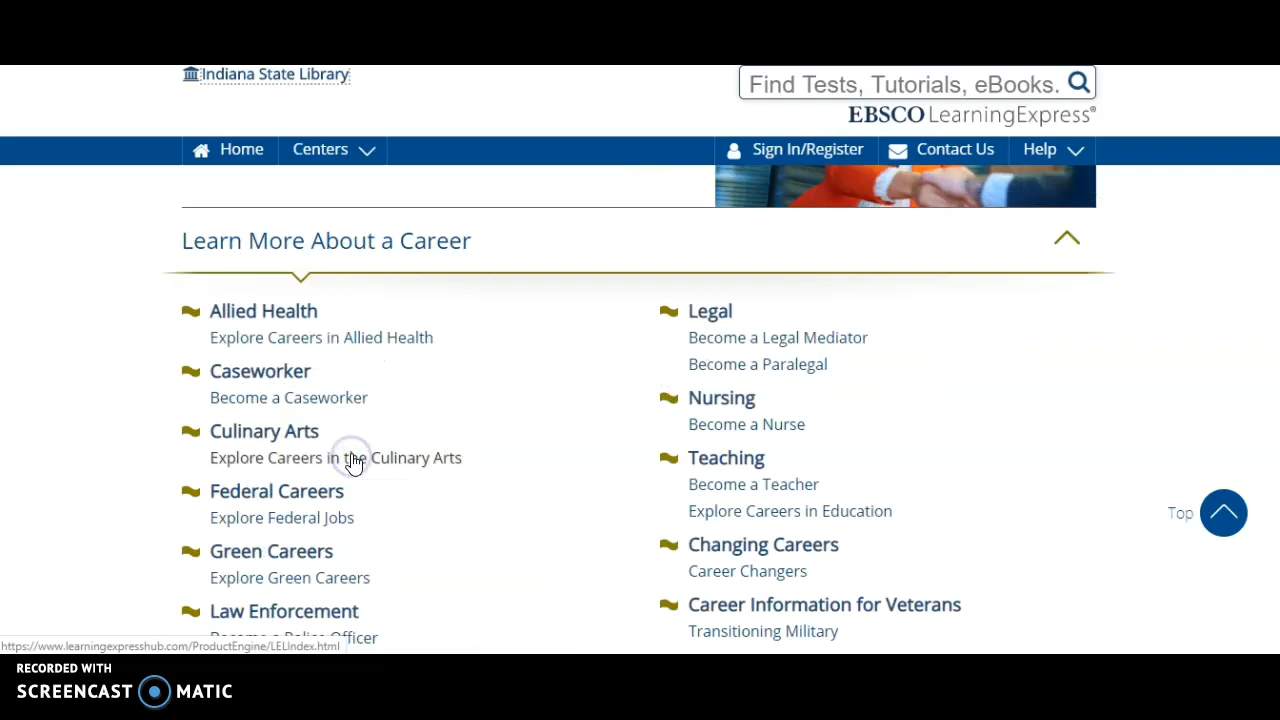 Indiana State Library
Find Tests, Tutorials, eBooks.
EBSCO LearningExpress®
Home
Centers
Sign In/Register
Contact Us
Help
Learn More About a Career
Allied Health
Explore Careers in Allied Health
Caseworker
Become a Caseworker
Culinary Arts
Explore Careers in the Culinary Arts
Federal Careers
Explore Federal Jobs
Green Careers
Explore Green Careers
Law Enforcement
Become a Police Officer
Legal
Become a Legal Mediator
Become a Paralegal
Nursing
Become a Nurse
Teaching
Become a Teacher
Explore Careers in Education
Changing Careers
Career Changers
Career Information for Veterans
Transitioning Military
Top
https://www.learningexpresshub.com/ProductEngine/LELIndex.html
RECORDED WITH
SCREENCAST MATIC